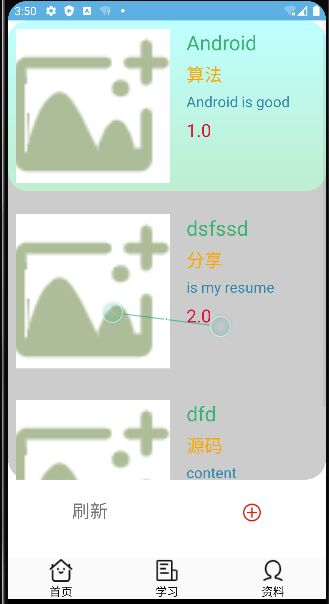 3:50
Android
算法
Android is good
1.0
dsfssd
分享
is my resume
2.0
dfd
源码
content
刷新
首页
学习
资料